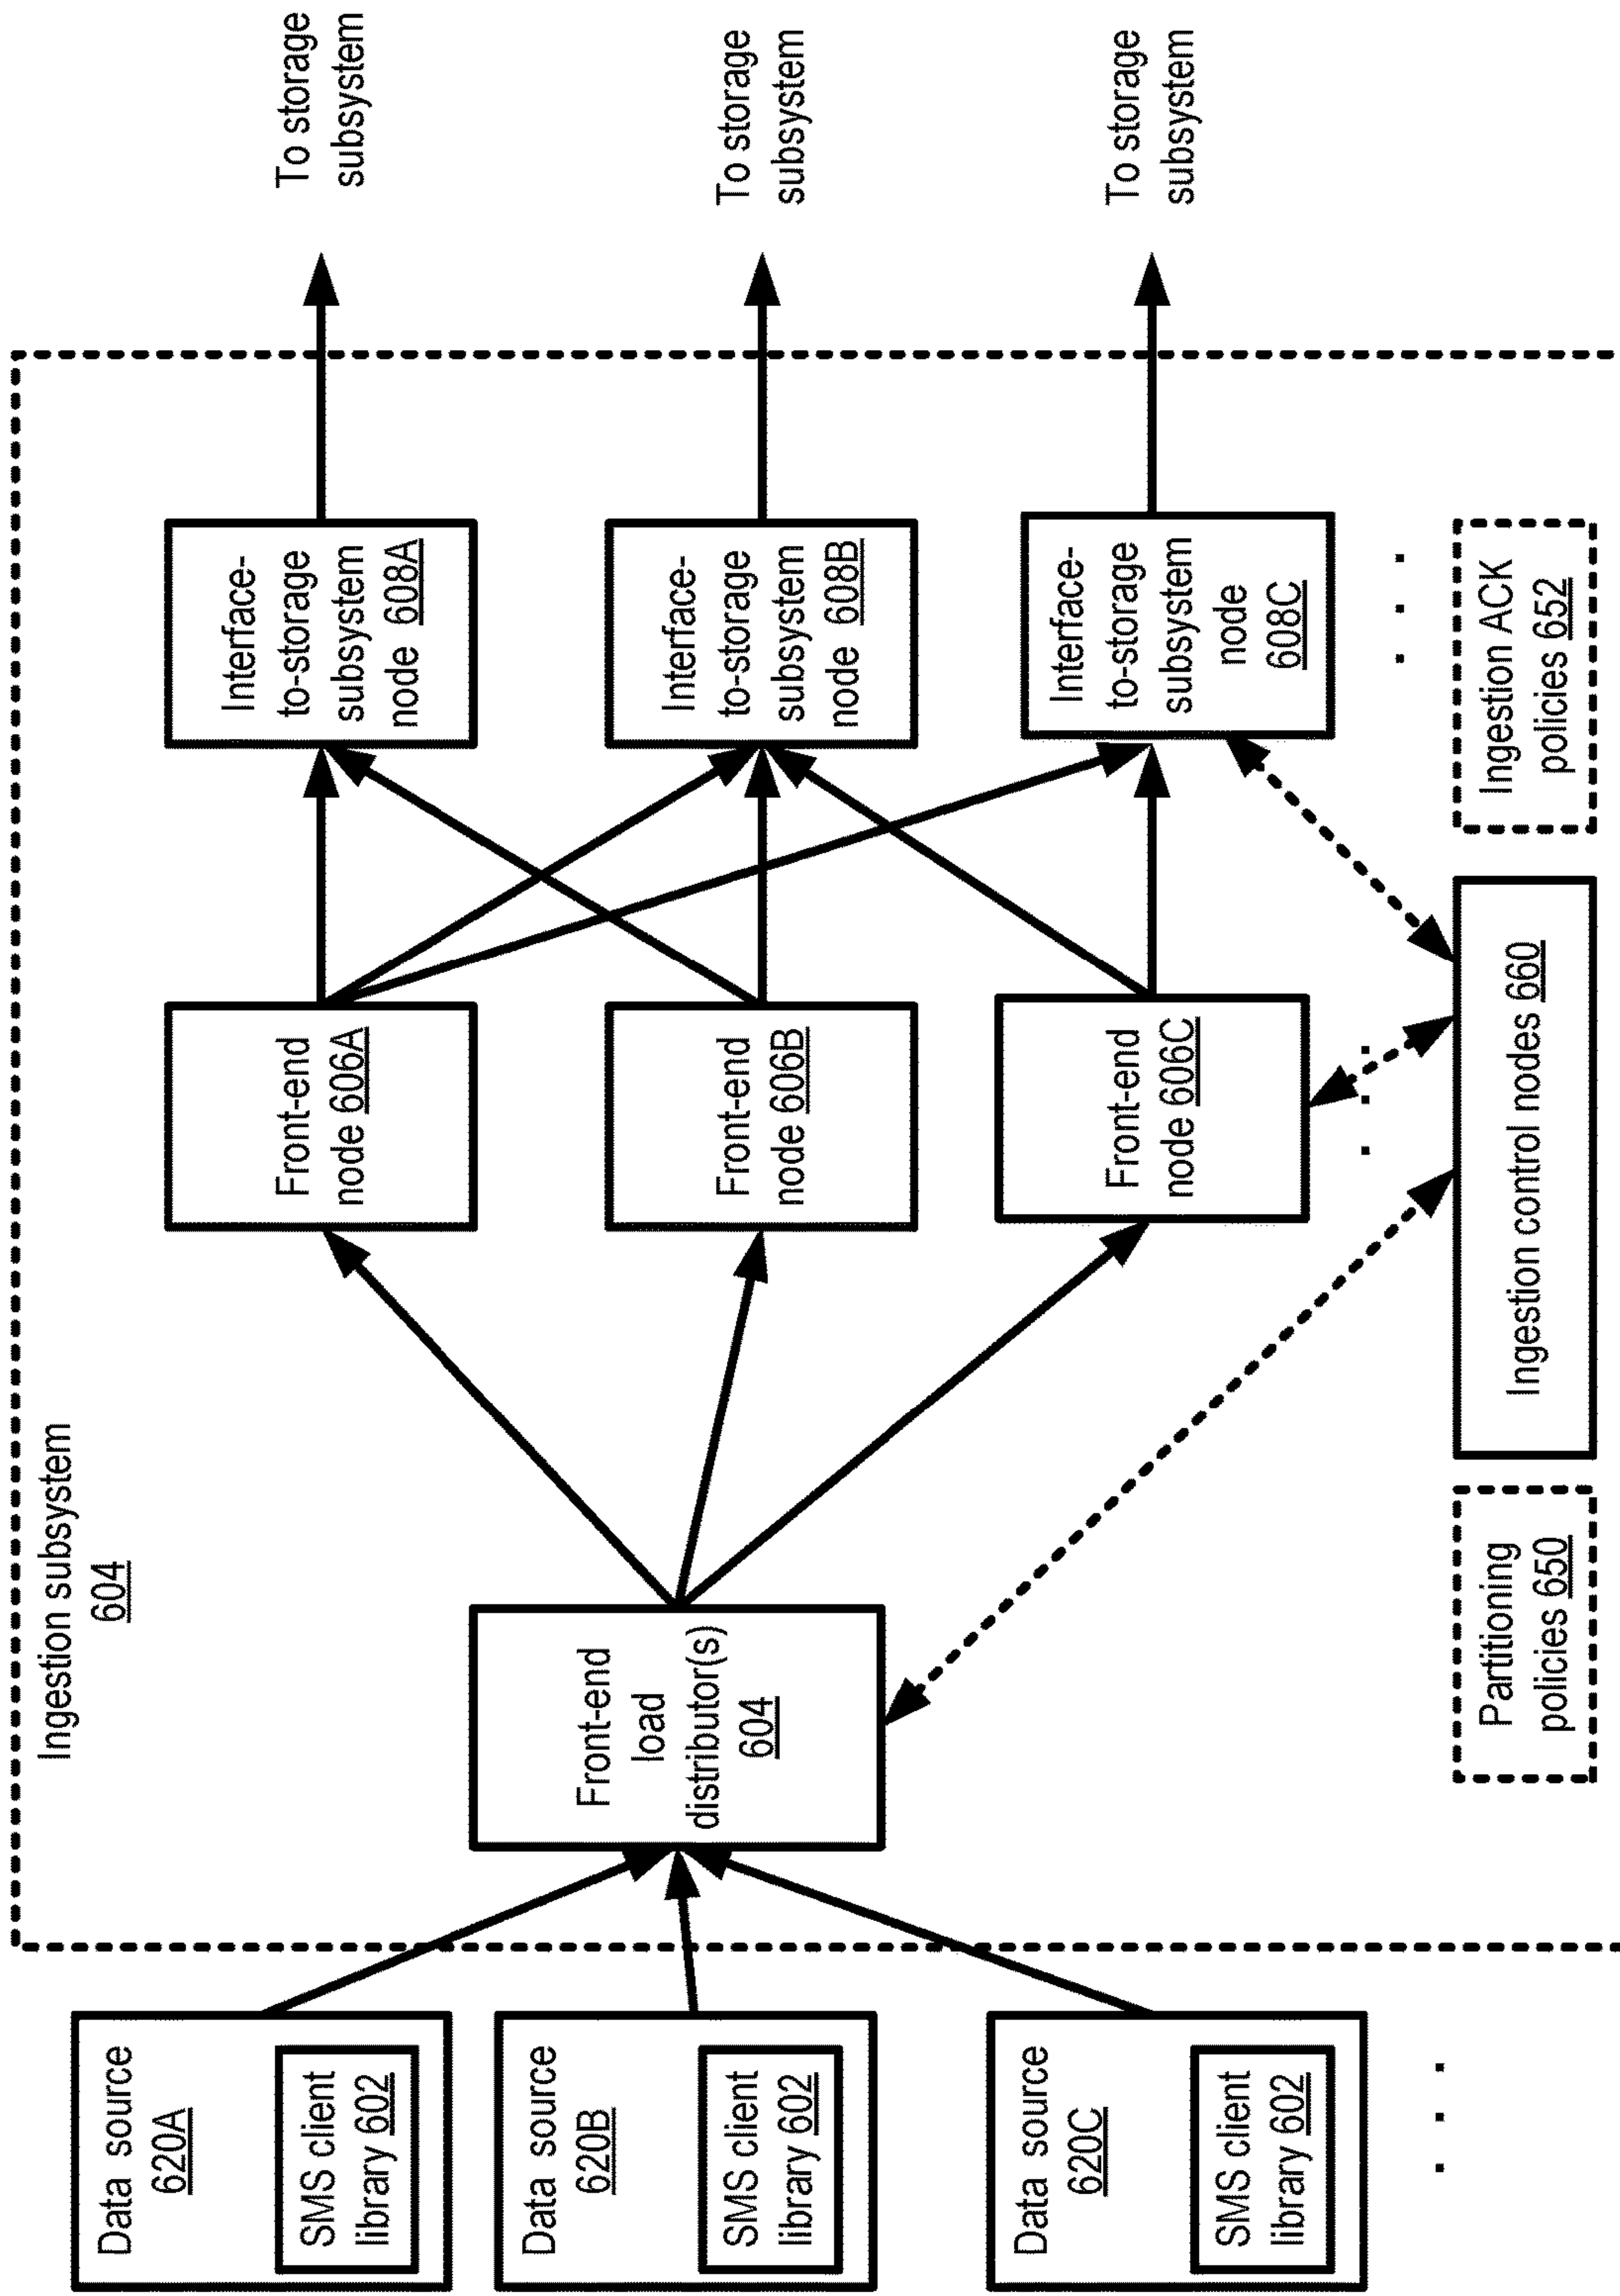 Ingestion subsystem
604
Data source
620A
SMS client
library 602
Data source
620B
SMS client
library 602
Data source
620C
SMS client
library 602
. . .
Front-end
load
distributor(s)
604
Front-end
node 606A
Front-end
node 606B
Front-end
node 606C
. . .
Interface-
to-storage
subsystem
node 608A
Interface-
to-storage
subsystem
node 608B
Interface-
to-storage
subsystem
node
608C
. . .
To storage
subsystem
To storage
subsystem
To storage
subsystem
Partitioning
policies 650
Ingestion control nodes 660
Ingestion ACK
policies 652